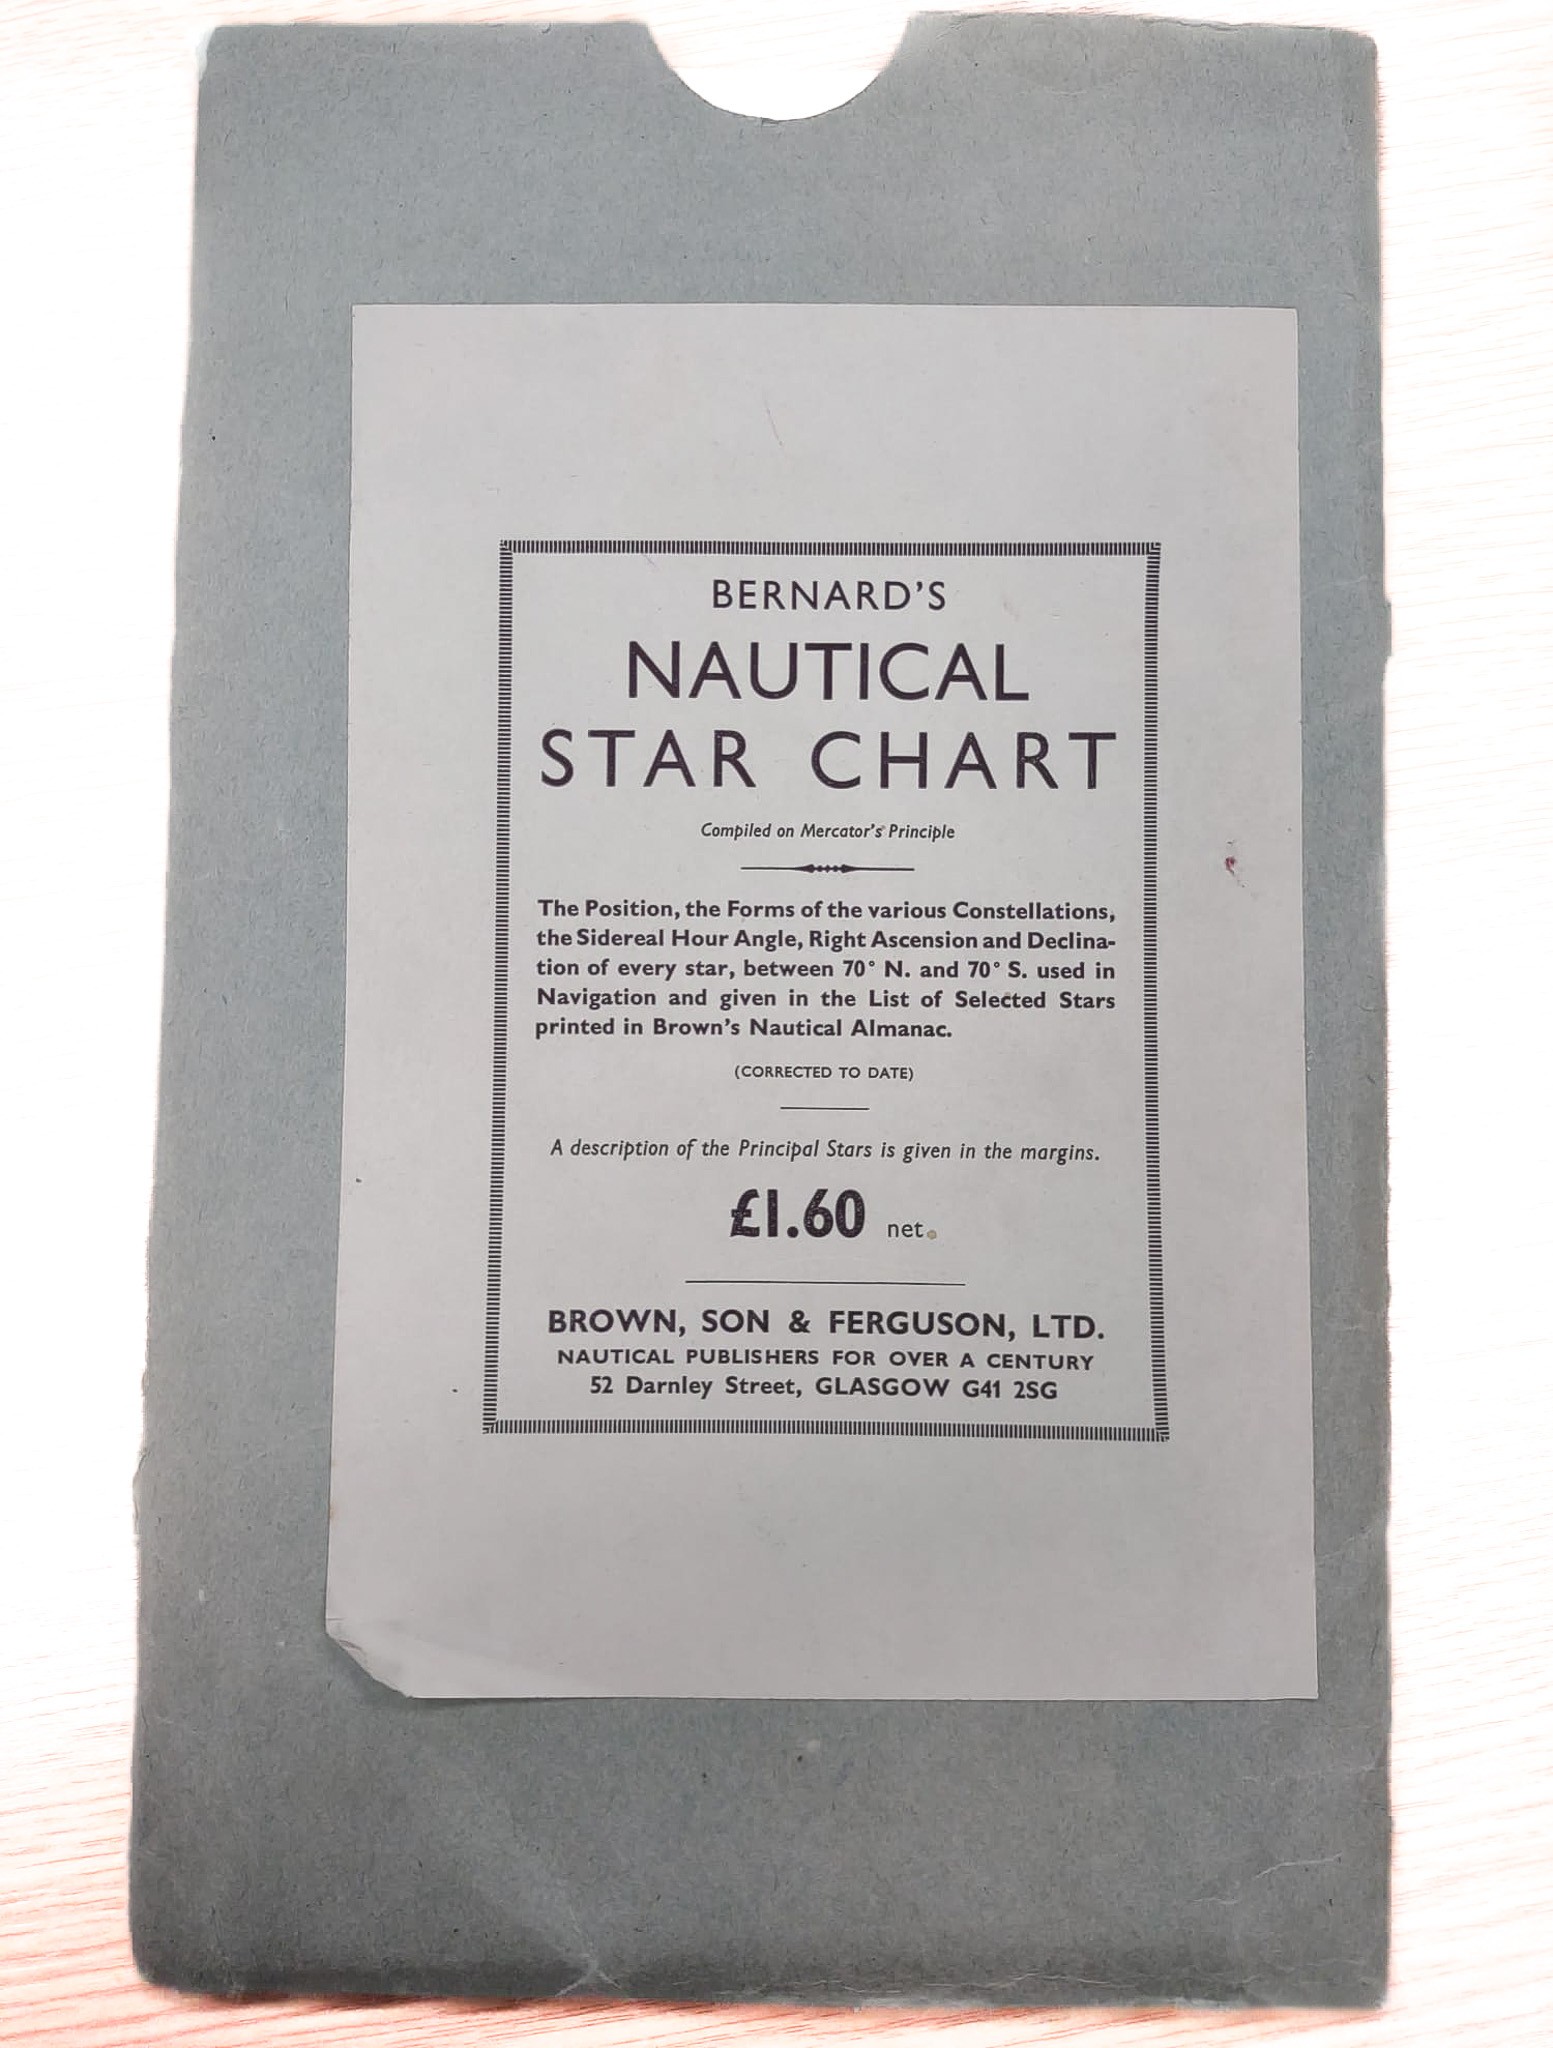 BERNARD'S
NAUTICAL
STAR CHART
Compiled on Mercator's Principle
The Position, the Forms of the various Constellations,
the Sidereal Hour Angle, Right Ascension and Declina-
tion of every star, between 70° N. and 70° S. used in
Navigation and given in the List of Selected Stars
printed in Brown's Nautical Almanac.
(CORRECTED TO DATE)
A description of the Principal Stars is given in the margins.
£1.60 net.
BROWN, SON & FERGUSON, LTD.
NAUTICAL PUBLISHERS FOR OVER A CENTURY
52 Darnley Street, GLASGOW G41 2SG